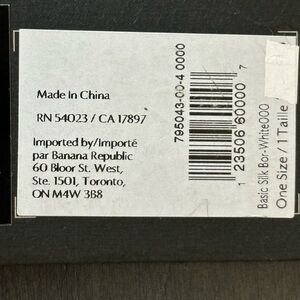 Made in China
RN 54023 / CA 17897
Imported by/Importé
par Banana Republic
60 Bloor St. West,
Ste. 1501, Toronto,
ON M4W 3B8
795043-00-4 0000
1 23506 60000 7
Basic Silk Bor-White000
One Size / 1 Taille